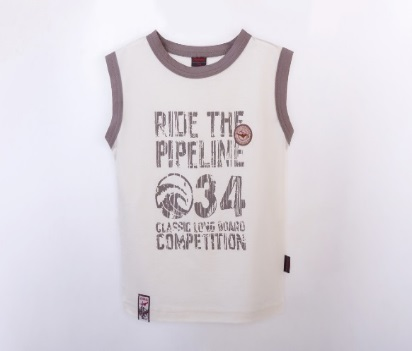 RIDE THE
PIPELINE
34
CLASSIC LONG BOARD
COMPETITION